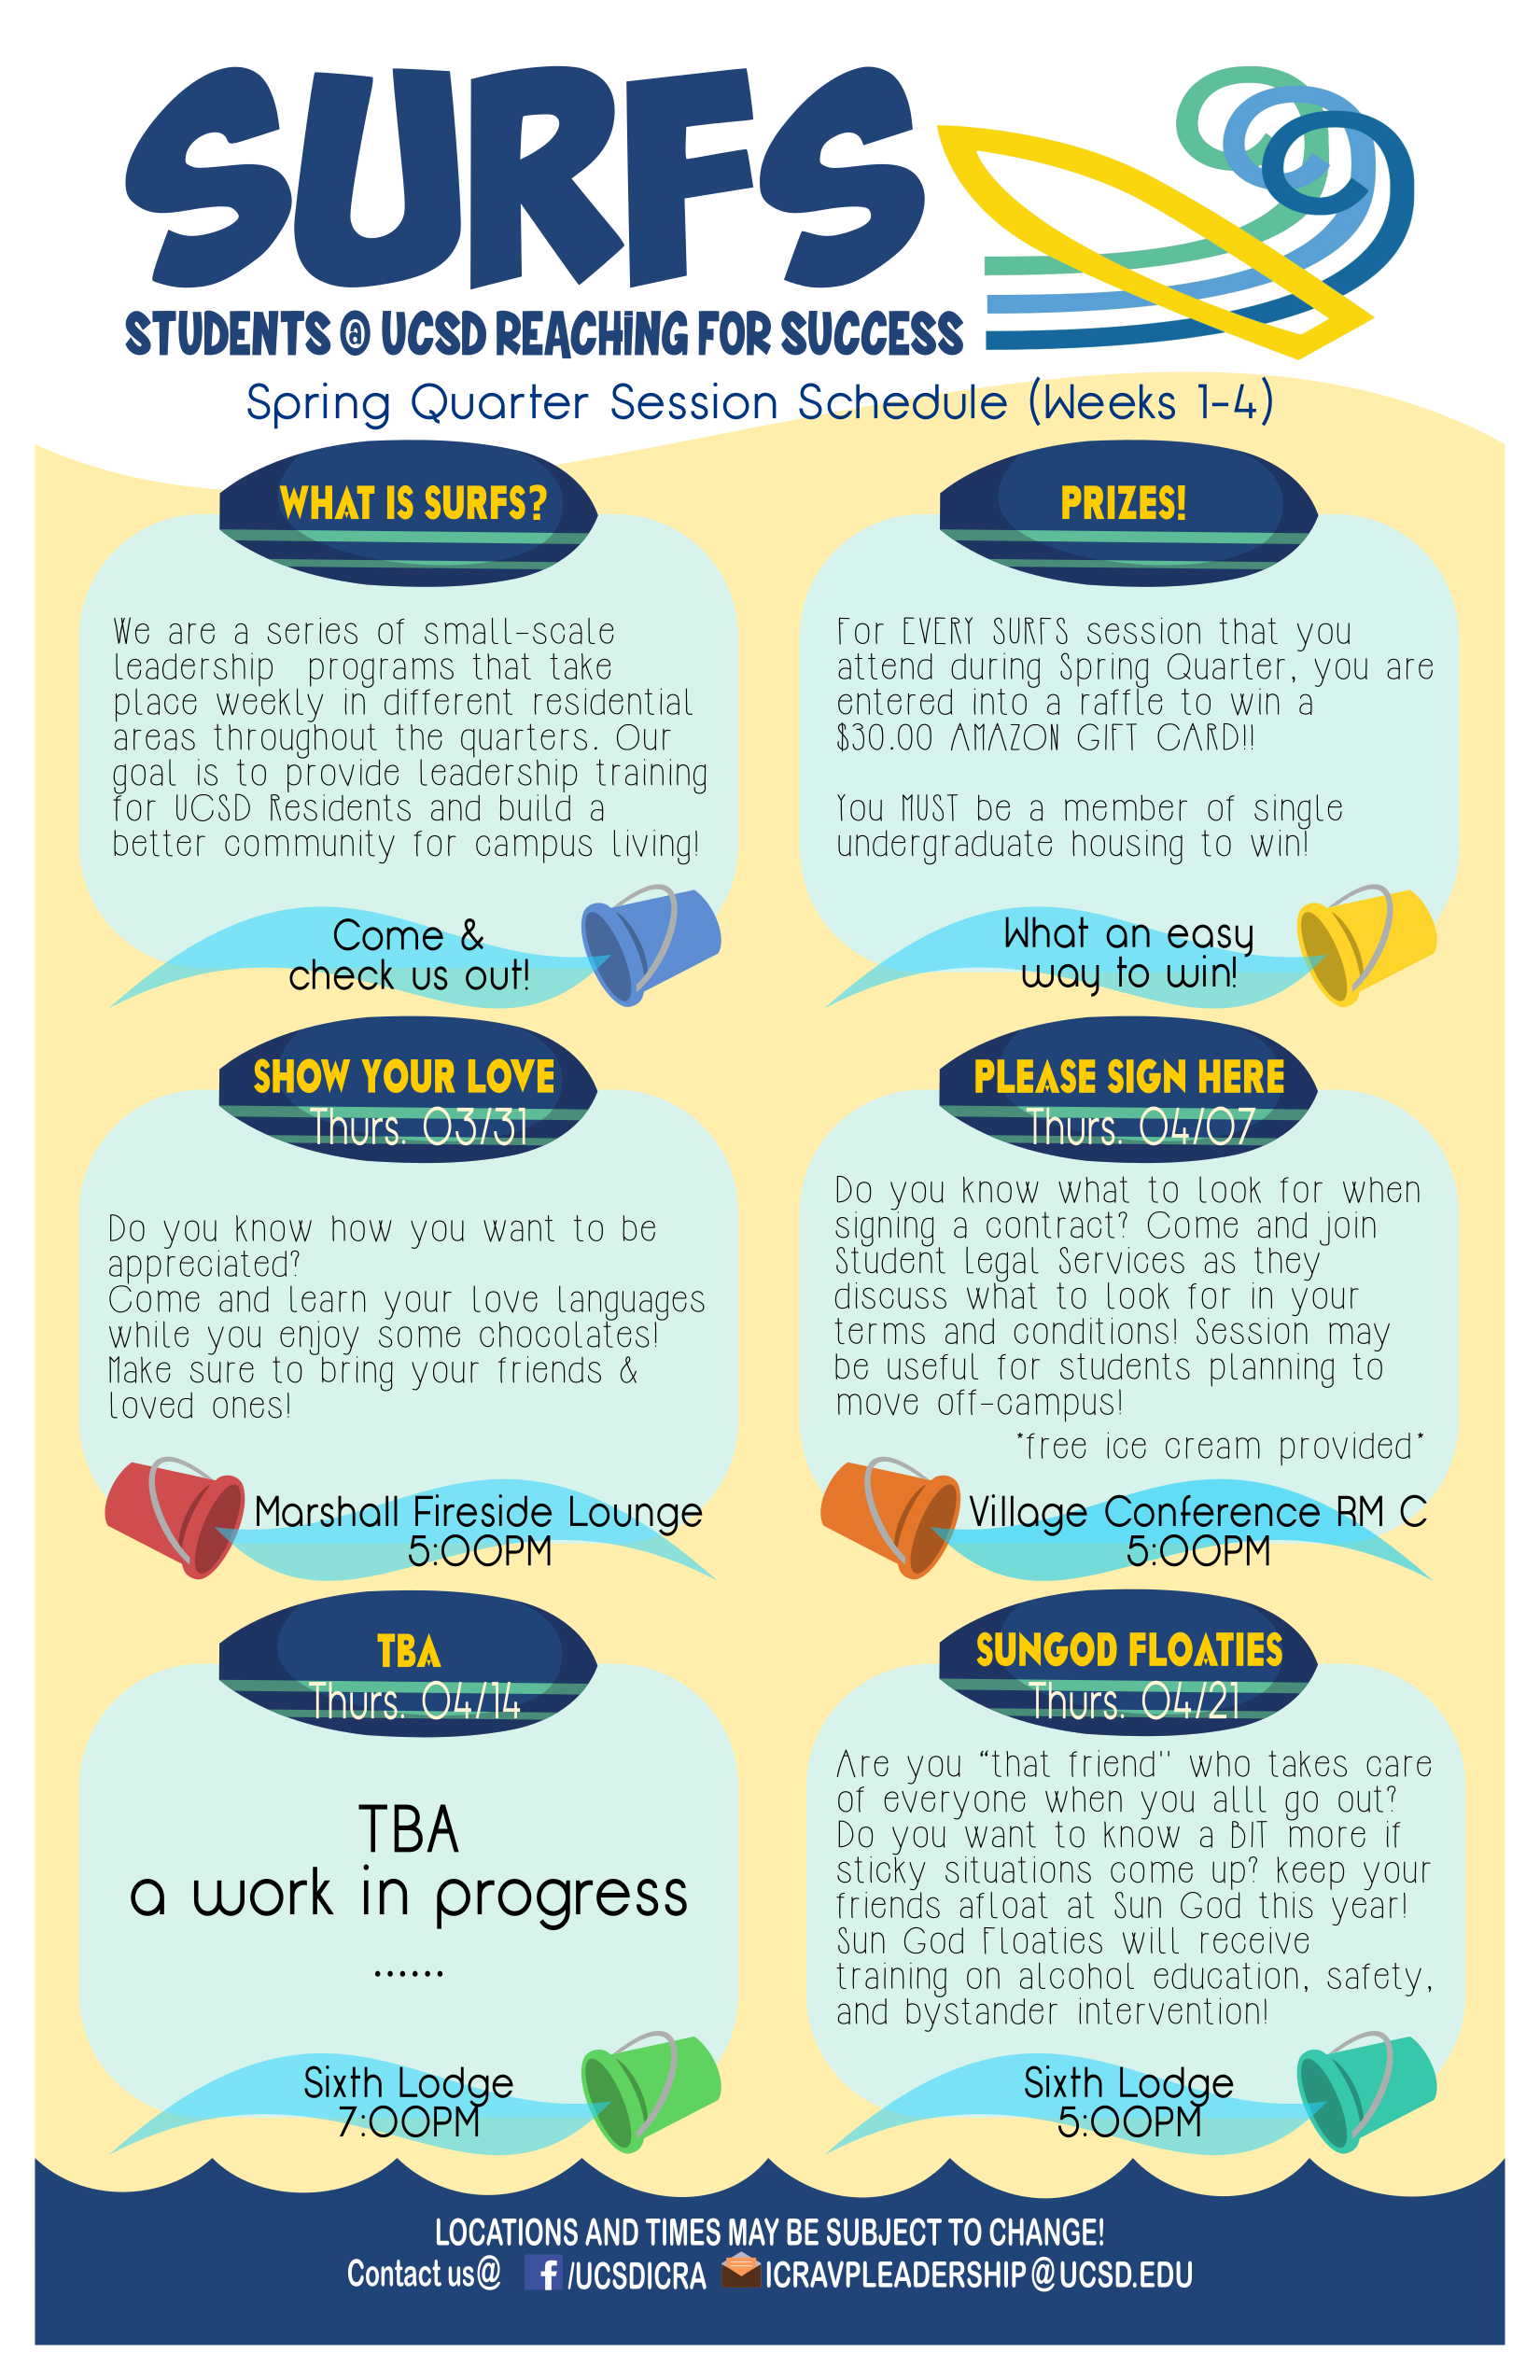 SURFS
STUDENTS @ UCSD REACHING FOR SUCCESS
Spring Quarter Session Schedule (Weeks 1-4)
WHAT IS SURFS?
We are a series of small-scale
leadership programs that take
place weekly in different residential
areas throughout the quarters. Our
goal is to provide leadership training
for UCSD Residents and build a
better community for campus living!
Come &
check us out!
PRIZES!
For EVERY SURFS session that you
attend during Spring Quarter, you are
entered into a raffle to win a
$30.00 AMAZON GIFT CARD!!
You MUST be a member of single
undergraduate housing to win!
What an easy
way to win!
SHOW YOUR LOVE
Thurs. 03/31
Do you know how you want to be
appreciated?
Come and learn your love languages
while you enjoy some chocolates!
Make sure to bring your friends &
loved ones!
Marshall Fireside Lounge
5:00PM
PLEASE SIGN HERE
Thurs. 04/07
Do you know what to look for when
signing a contract? Come and join
Student Legal Services as they
discuss what to look for in your
terms and conditions! Session may
be useful for students planning to
move off-campus!
*free ice cream provided*
Village Conference RM C
5:00PM
TBA
Thurs. 04/14
TBA
a work in progress
......
Sixth Lodge
7:00PM
SUNGOD FLOATIES
Thurs. 04/21
Are you “that friend'' who takes care
of everyone when you alll go out?
Do you want to know a BIT more if
sticky situations come up? keep your
friends afloat at Sun God this year!
Sun God Floaties will receive
training on alcohol education, safety,
and bystander intervention!
Sixth Lodge
5:00PM
LOCATIONS AND TIMES MAY BE SUBJECT TO CHANGE!
Contact us@ f /UCSDICRA ICRAVPLEADERSHIP@UCSD.EDU